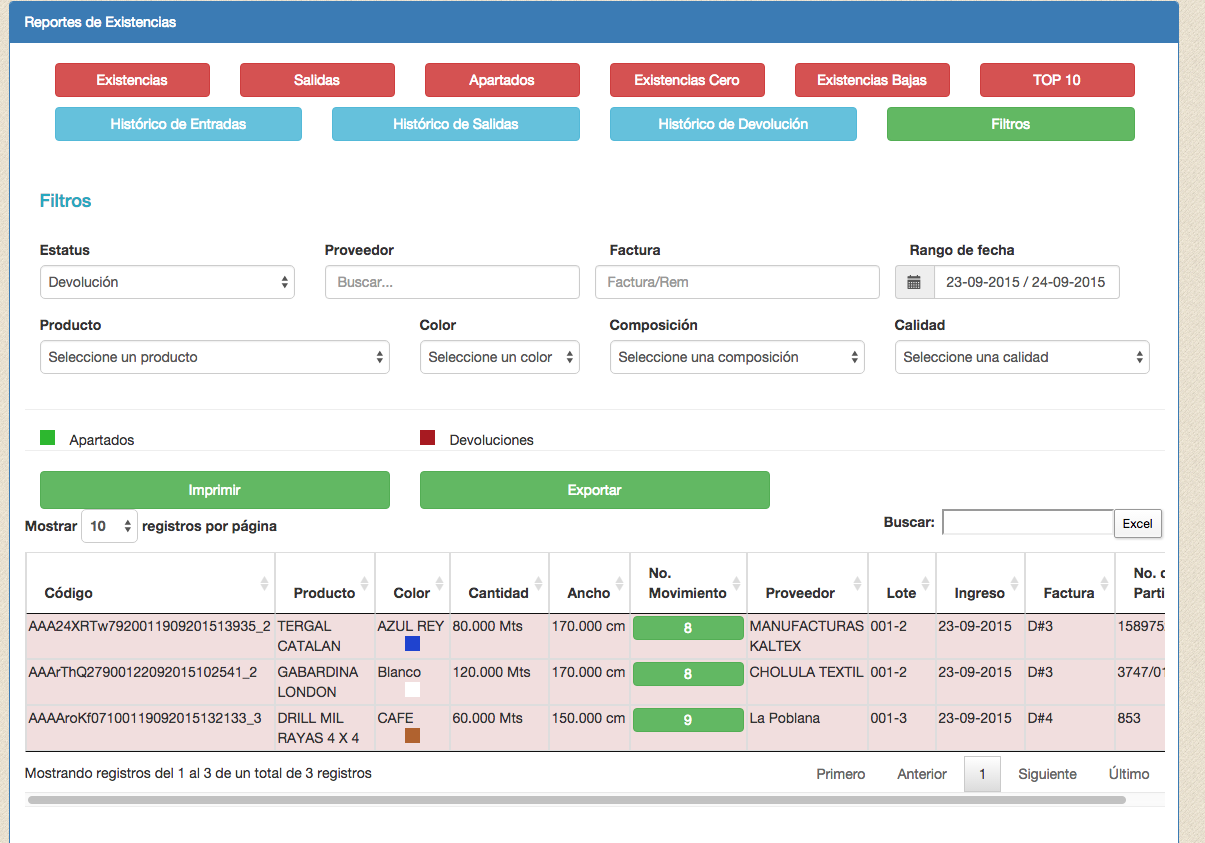 Reportes de Existencias
Existencias Salidas Apartados Existencias Cero Existencias Bajas TOP 10
Histórico de Entradas Histórico de Salidas Histórico de Devolución Filtros
Filtros
Estatus Proveedor Factura Rango de fecha
Devolución Buscar... Factura/Rem 23-09-2015 / 24-09-2015
Producto Color Composición Calidad
Seleccione un producto Seleccione un color Seleccione una composición Seleccione una calidad
Apartados Devoluciones
Imprimir Exportar
Mostrar 10 registros por página Buscar: Excel
Código Producto Color Cantidad Ancho No. Movimiento Proveedor Lote Ingreso Factura No. Parti
AAA24XRTw7920011909201513935_2 TERGAL CATALAN AZUL REY 80.000 Mts 170.000 cm 8 MANUFACTURAS KALTEX 001-2 23-09-2015 D#3 158975
AAArThQ27900122092015102541_2 GABARDINA LONDON Blanco 120.000 Mts 170.000 cm 8 CHOLULA TEXTIL 001-2 23-09-2015 D#3 3747/01
AAAAroKf07100119092015132133_3 DRILL MIL RAYAS 4 X 4 CAFE 60.000 Mts 150.000 cm 9 La Poblana 001-3 23-09-2015 D#4 853
Mostrando registros del 1 al 3 de un total de 3 registros Primero Anterior 1 Siguiente Último